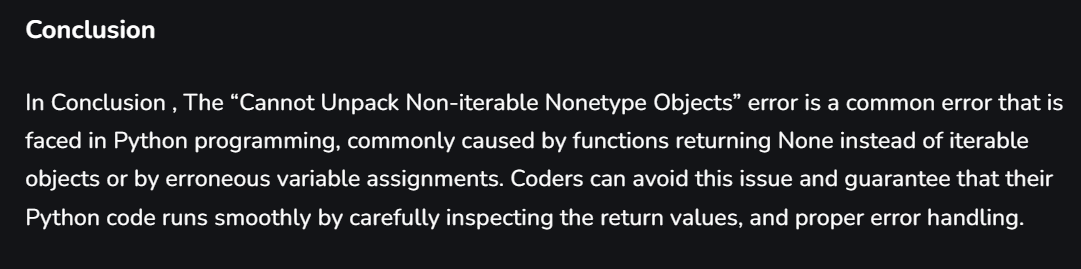 Conclusion
In Conclusion , The “Cannot Unpack Non-iterable Nonetype Objects” error is a common error that is
faced in Python programming, commonly caused by functions returning None instead of iterable
objects or by erroneous variable assignments. Coders can avoid this issue and guarantee that their
Python code runs smoothly by carefully inspecting the return values, and proper error handling.